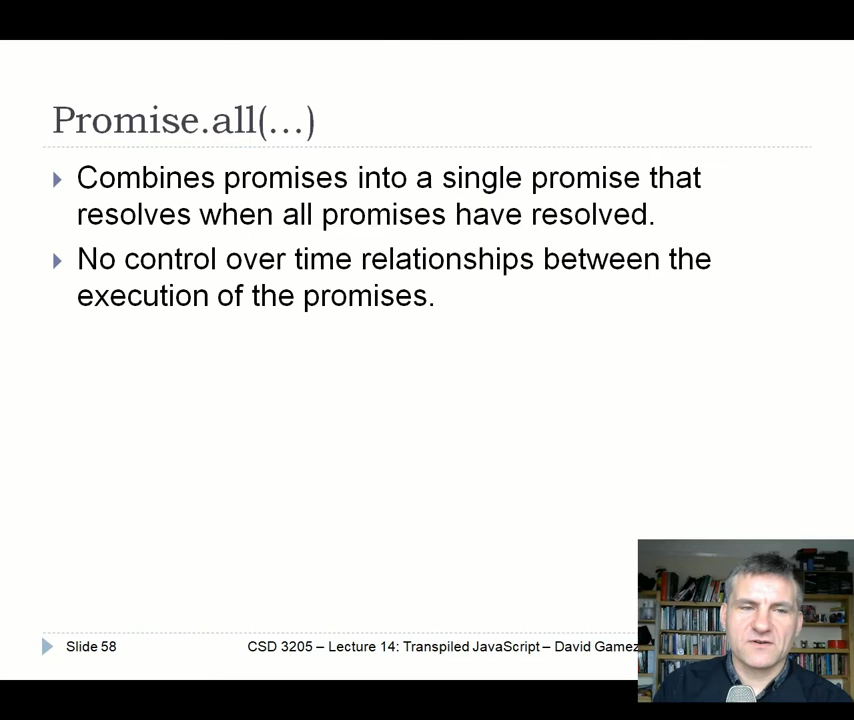 Promise.all(...)
Combines promises into a single promise that
resolves when all promises have resolved.
No control over time relationships between the
execution of the promises.
Slide 58
CSD 3205 – Lecture 14: Transpiled JavaScript – David Gamez